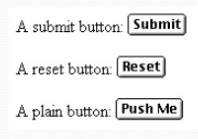 A submit button: Submit
A reset button: Reset
A plain button: Push Me